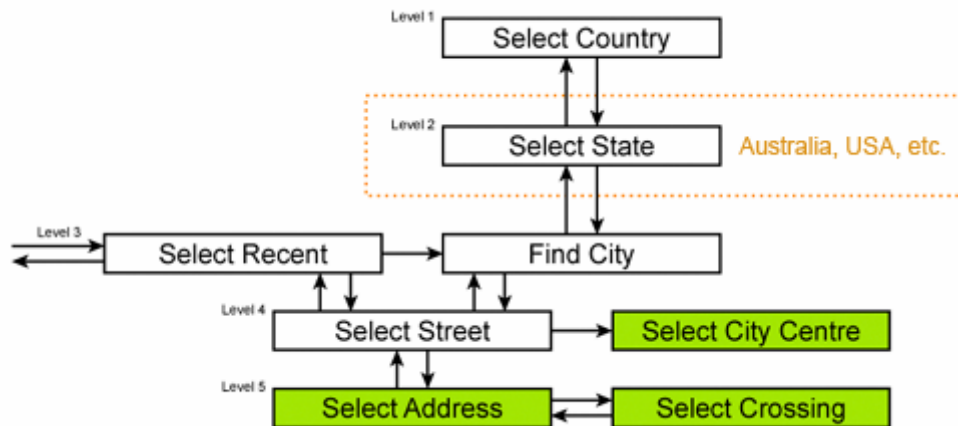 Level 1
Select Country
Level 2
Select State
Australia, USA, etc.
Level 3
Select Recent
Find City
Level 4
Select Street
Select City Centre
Level 5
Select Address
Select Crossing